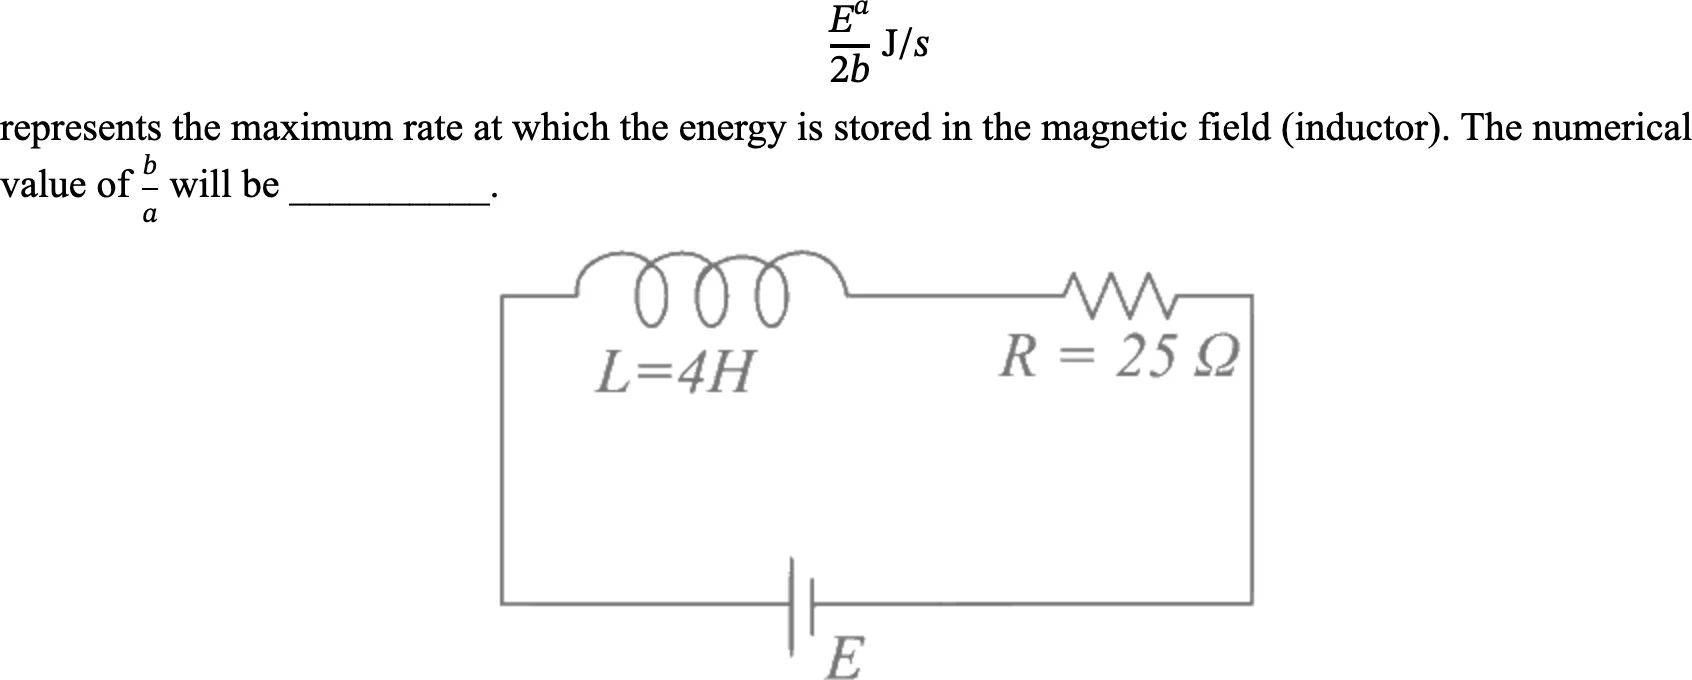 E^a/2b J/s
represents the maximum rate at which the energy is stored in the magnetic field (inductor). The numerical
value of b/a will be __________.
L=4H
R = 25 Ω
E